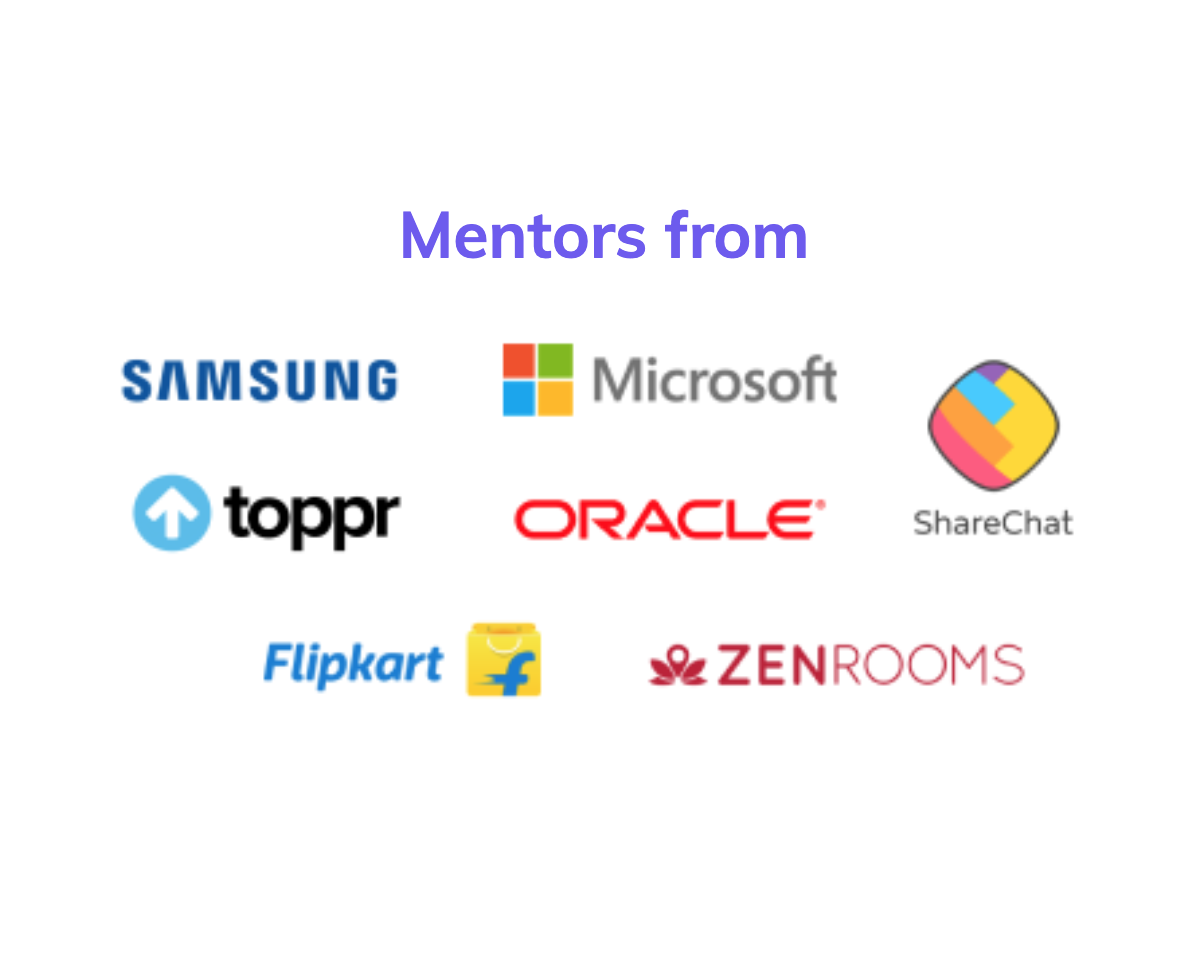 Mentors from
SAMSUNG
Microsoft
ShareChat
toppr
ORACLE®
Flipkart
f
ZENROOMS